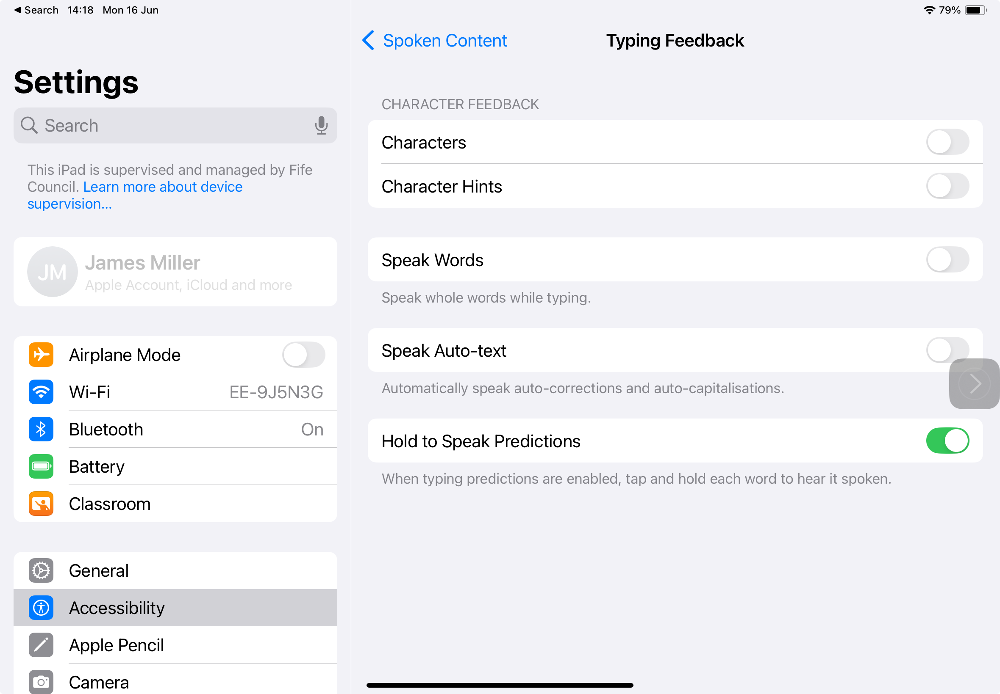 Search 14:18 Mon 16 Jun
79%
Settings
Search
This iPad is supervised and managed by Fife
Council. Learn more about device
supervision...
JM
James Miller
Apple Account, iCloud and more
Airplane Mode
Wi-Fi EE-9J5N3G
Bluetooth On
Battery
Classroom
General
Accessibility
Apple Pencil
Camera
Spoken Content
Typing Feedback
CHARACTER FEEDBACK
Characters
Character Hints
Speak Words
Speak whole words while typing.
Speak Auto-text
Automatically speak auto-corrections and auto-capitalisations.
Hold to Speak Predictions
When typing predictions are enabled, tap and hold each word to hear it spoken.